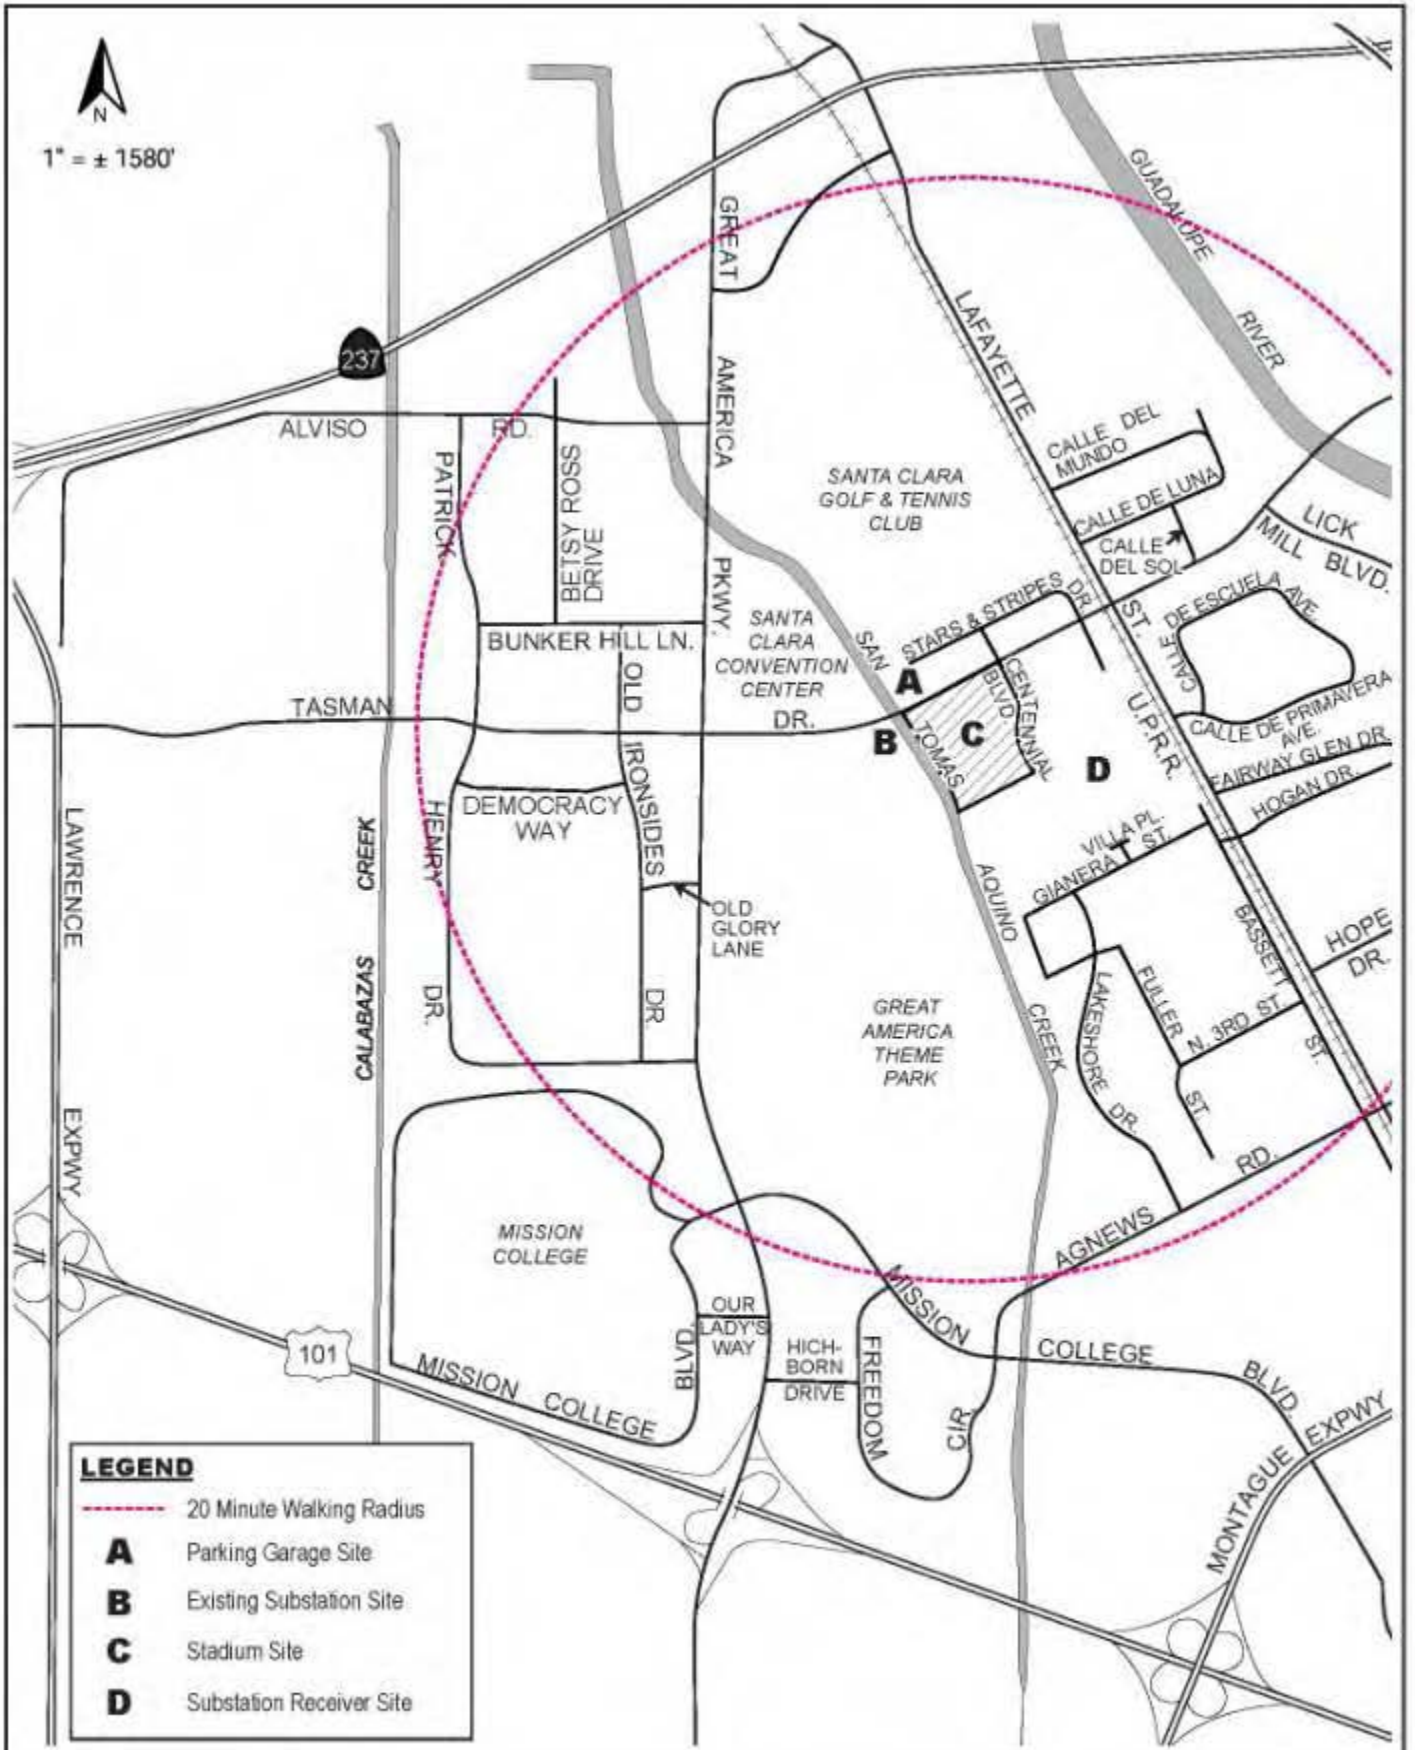 N
1" = ± 1580'
237
GREAT
AMERICA
PKWY.
GUADALUPE
RIVER
LAFAYETTE
ST.
ALVISO
RD.
PATRICK
HENRY
DR.
BETSY ROSS
DRIVE
SANTA CLARA
GOLF & TENNIS
CLUB
CALLE DEL
MUNDO
CALLE DE LUNA
CALLE
DEL SOL
LICK
MILL BLVD.
CALLE
DE ESCUELA
AVE.
STARS & STRIPES
DR.
BUNKER HILL LN.
SANTA
CLARA
CONVENTION
CENTER
SAN
TOMAS
AQUINO
CREEK
OLD
IRONSIDES
DR.
TASMAN
DR.
A
B
C
D
CENTENNIAL
BLVD.
U.P.R.R.
CALLE DE PRIMAVERA
AVE.
FAIRWAY GLEN DR.
HOGAN DR.
DEMOCRACY
WAY
LAWRENCE
EXPWY.
CALABAZAS
CREEK
OLD
GLORY
LANE
VILLA PL.
GIANERA
ST.
BASSETT
ST.
HOPE
DR.
LAKESHORE
DR.
FULLER
ST.
N. 3RD ST.
GREAT
AMERICA
THEME
PARK
AGNEWS
RD.
MISSION
COLLEGE
MISSION
COLLEGE
BLVD.
OUR
LADY'S
WAY
HICH-
BORN
DRIVE
FREEDOM
CIR.
MISSION
COLLEGE
BLVD.
MONTAGUE
EXPWY
101
LEGEND
20 Minute Walking Radius
A Parking Garage Site
B Existing Substation Site
C Stadium Site
D Substation Receiver Site